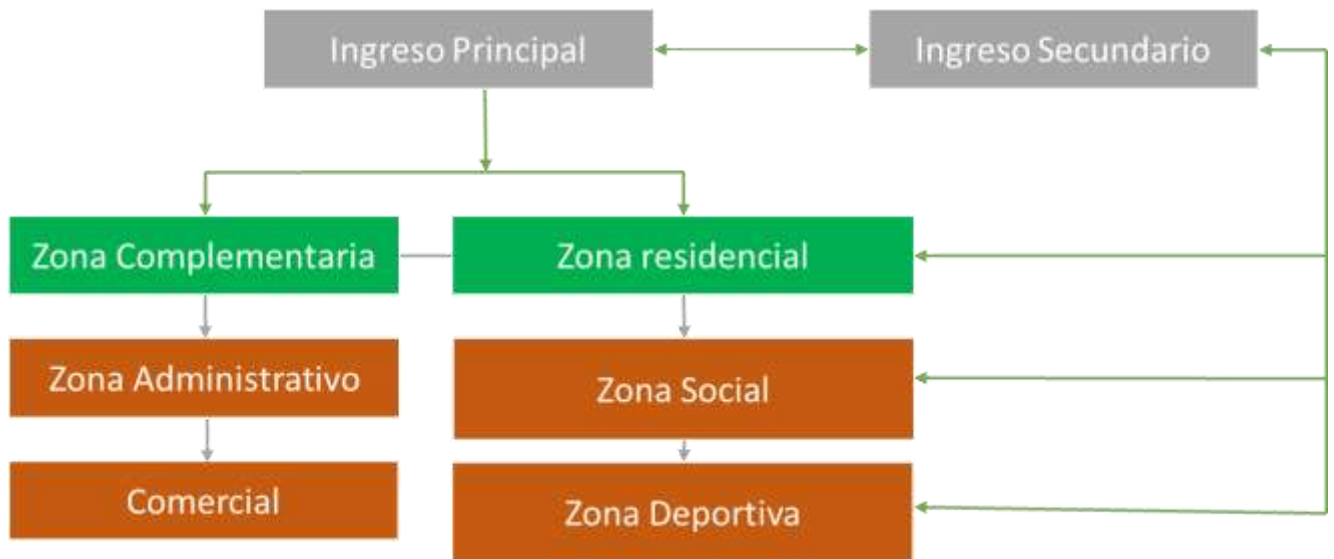 Ingreso Principal
Ingreso Secundario
Zona Complementaria
Zona residencial
Zona Administrativo
Zona Social
Comercial
Zona Deportiva